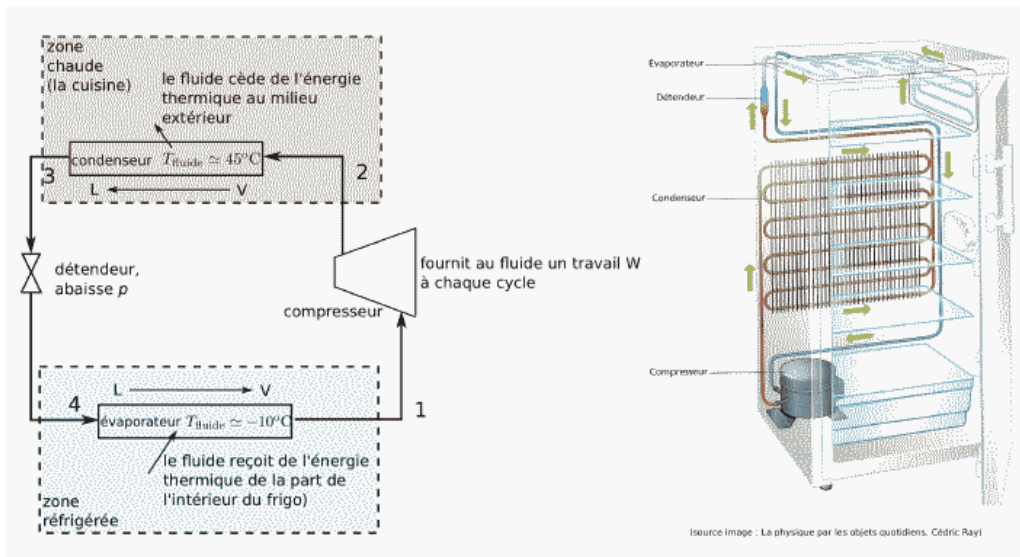 zone
chaude
(la cuisine)
le fluide cède de l'énergie
thermique au milieu
extérieur
condenseur T_fluide ≃ 45°C
3
2
L V
détendeur,
abaisse p
fournit au fluide un travail W
à chaque cycle
compresseur
L V
4
1
évaporateur T_fluide ≃ −10°C
le fluide reçoit de l'énergie
thermique de la part de
l'intérieur du frigo)
zone
réfrigérée
Évaporateur
Détendeur
Condenseur
Compresseur
(source image : La physique par les objets quotidiens, Cédric Ray)